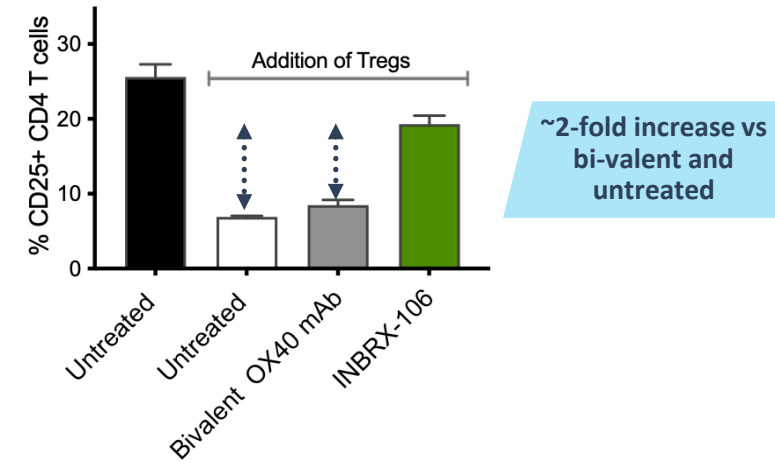 % CD25+ CD4 T cells
30
20
10
0
Addition of Tregs
Untreated
Untreated
Bivalent OX40 mAb
INBRX-106
~2-fold increase vs
bi-valent and
untreated